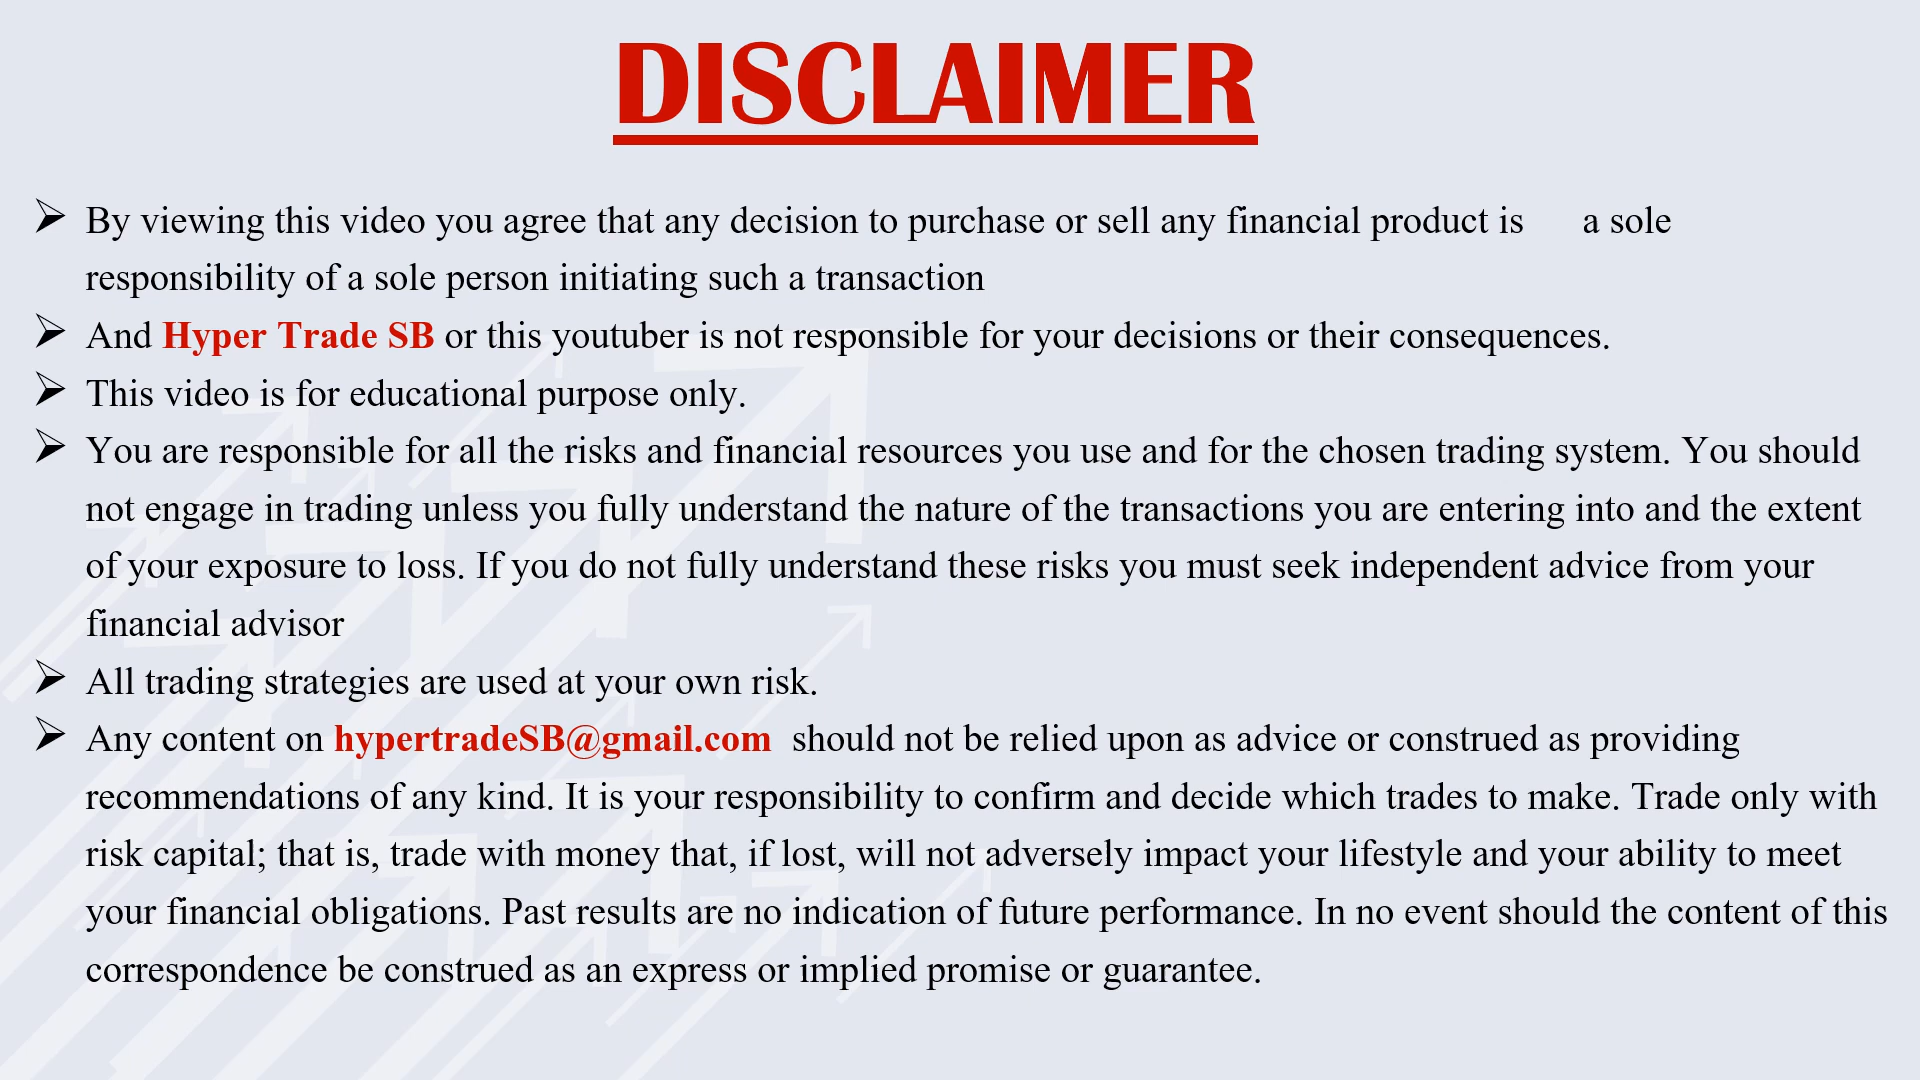 DISCLAIMER
➢ By viewing this video you agree that any decision to purchase or sell any financial product is a sole
responsibility of a sole person initiating such a transaction
➢ And Hyper Trade SB or this youtuber is not responsible for your decisions or their consequences.
➢ This video is for educational purpose only.
➢ You are responsible for all the risks and financial resources you use and for the chosen trading system. You should
not engage in trading unless you fully understand the nature of the transactions you are entering into and the extent
of your exposure to loss. If you do not fully understand these risks you must seek independent advice from your
financial advisor
➢ All trading strategies are used at your own risk.
➢ Any content on hypertradeSB@gmail.com should not be relied upon as advice or construed as providing
recommendations of any kind. It is your responsibility to confirm and decide which trades to make. Trade only with
risk capital; that is, trade with money that, if lost, will not adversely impact your lifestyle and your ability to meet
your financial obligations. Past results are no indication of future performance. In no event should the content of this
correspondence be construed as an express or implied promise or guarantee.